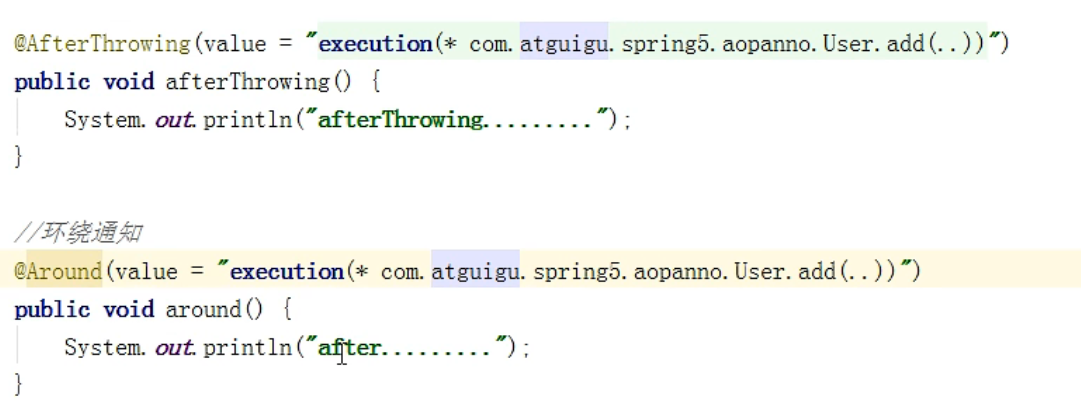 @AfterThrowing(value = "execution(* com.atguigu.spring5.aopanno.User.add(..))")
public void afterThrowing() {
System.out.println("afterThrowing.........");
}
//环绕通知
@Around(value = "execution(* com.atguigu.spring5.aopanno.User.add(..))")
public void around() {
System.out.println("after.........");
}